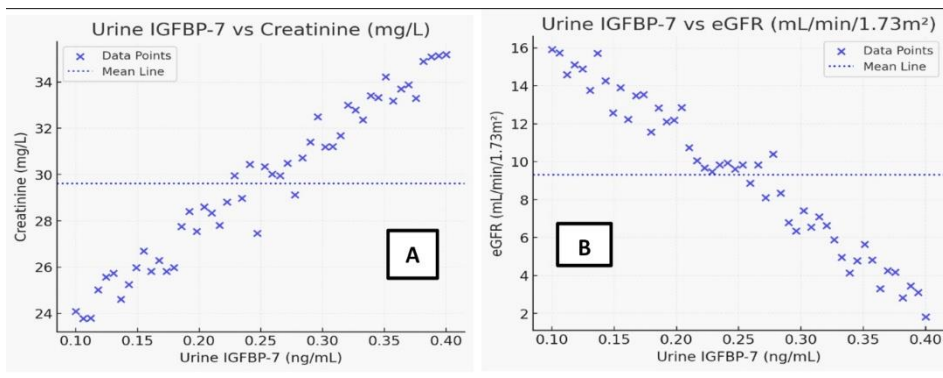 Urine IGFBP-7 vs Creatinine (mg/L)
Data Points
Mean Line
34
32
30
28
26
24
Creatinine (mg/L)
A
0.10 0.15 0.20 0.25 0.30 0.35 0.40
Urine IGFBP-7 (ng/mL)
Urine IGFBP-7 vs eGFR (mL/min/1.73m²)
Data Points
Mean Line
16
14
12
10
8
6
4
2
eGFR (mL/min/1.73m²)
B
0.10 0.15 0.20 0.25 0.30 0.35 0.40
Urine IGFBP-7 (ng/mL)